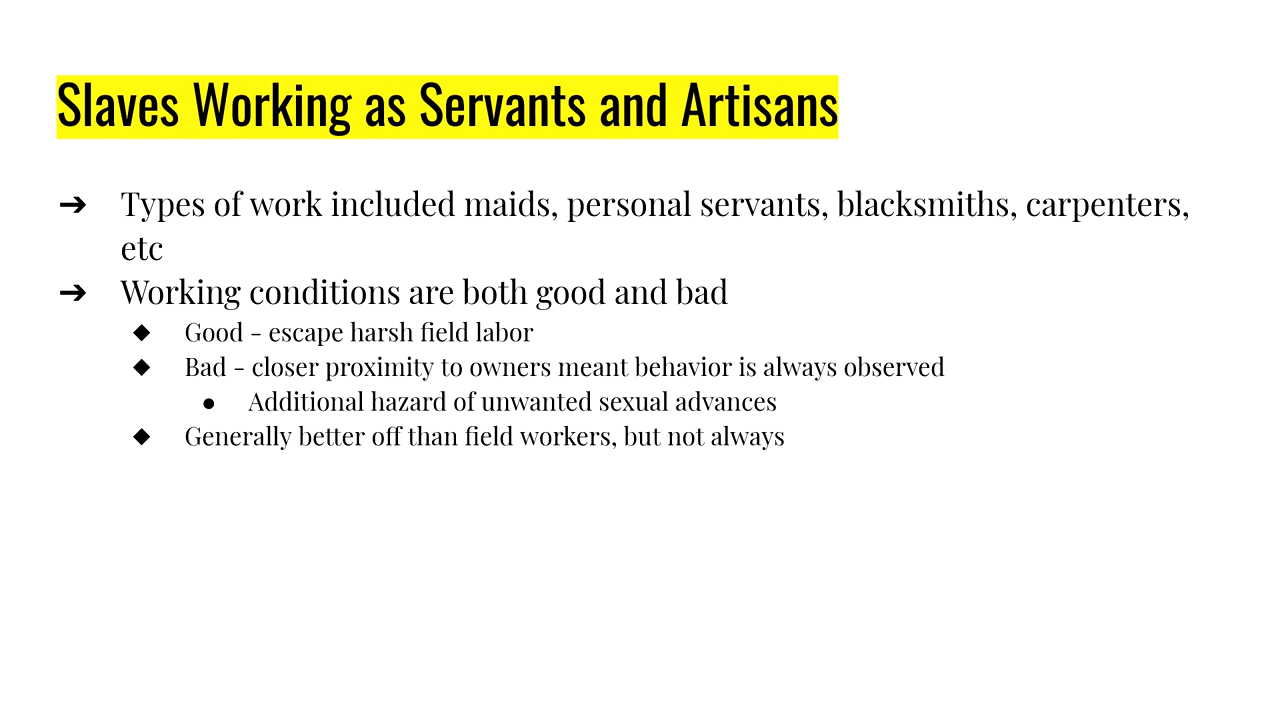 Slaves Working as Servants and Artisans
➔ Types of work included maids, personal servants, blacksmiths, carpenters,
etc
➔ Working conditions are both good and bad
◆ Good - escape harsh field labor
◆ Bad - closer proximity to owners meant behavior is always observed
● Additional hazard of unwanted sexual advances
◆ Generally better off than field workers, but not always